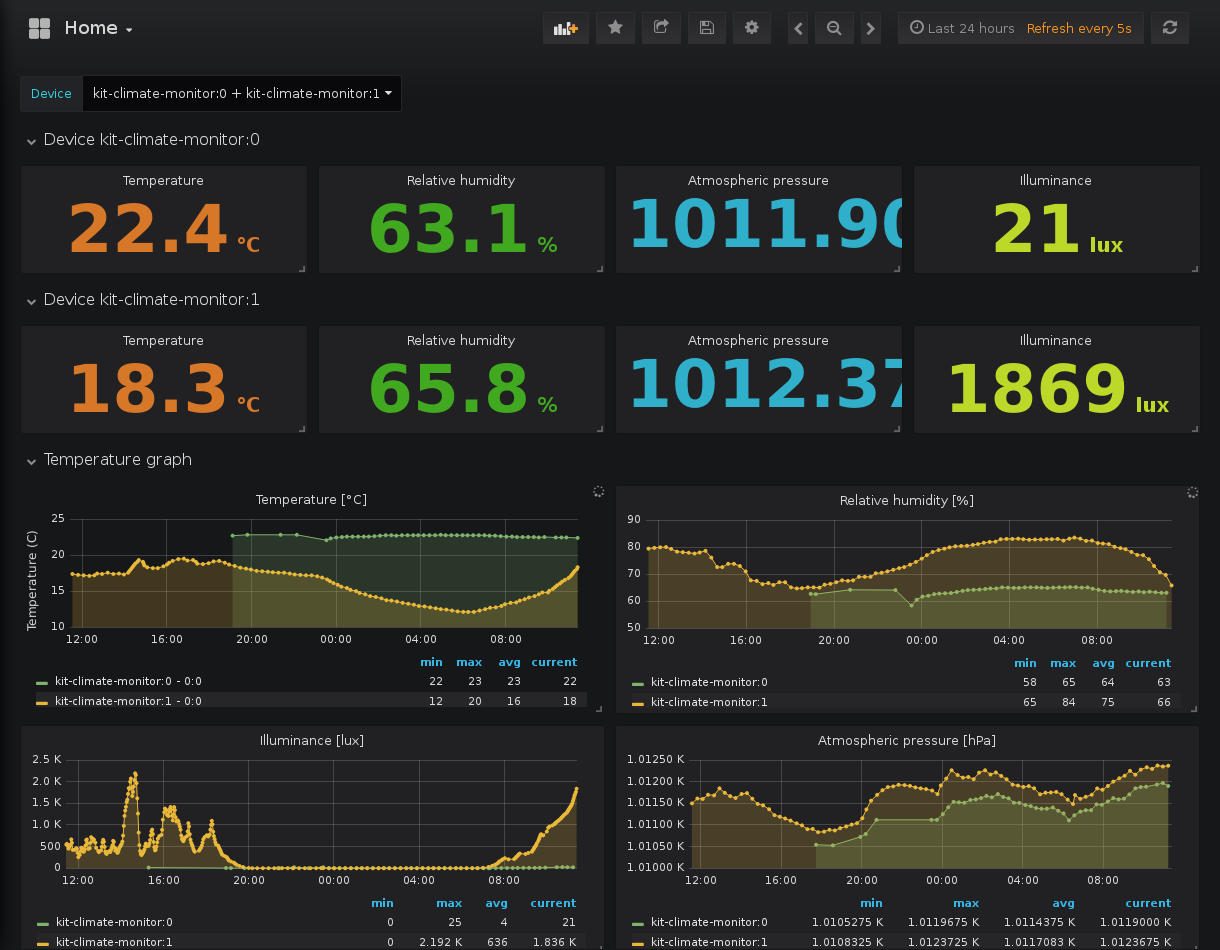 Home
Last 24 hours Refresh every 5s
Device kit-climate-monitor:0 + kit-climate-monitor:1
Device kit-climate-monitor:0
Temperature Relative humidity Atmospheric pressure Illuminance
22.4 °C 63.1 % 1011.90 21 lux
Device kit-climate-monitor:1
Temperature Relative humidity Atmospheric pressure Illuminance
18.3 °C 65.8 % 1012.37 1869 lux
Temperature graph
Temperature [°C]
Temperature (C)
25
20
15
10
12:00 16:00 20:00 00:00 04:00 08:00
min max avg current
kit-climate-monitor:0 - 0:0 22 23 23 22
kit-climate-monitor:1 - 0:0 12 20 16 18
Relative humidity [%]
90
80
70
60
50
12:00 16:00 20:00 00:00 04:00 08:00
min max avg current
kit-climate-monitor:0 58 65 64 63
kit-climate-monitor:1 65 84 75 66
Illuminance [lux]
2.5 K
2.0 K
1.5 K
1.0 K
500
0
12:00 16:00 20:00 00:00 04:00 08:00
min max avg current
kit-climate-monitor:0 0 25 4 21
kit-climate-monitor:1 0 2.192 K 636 1.836 K
Atmospheric pressure [hPa]
1.01250 K
1.01200 K
1.01150 K
1.01100 K
1.01050 K
1.01000 K
12:00 16:00 20:00 00:00 04:00 08:00
min max avg current
kit-climate-monitor:0 1.0105275 K 1.0119675 K 1.0114375 K 1.0119000 K
kit-climate-monitor:1 1.0108325 K 1.0123725 K 1.0117083 K 1.0123675 K